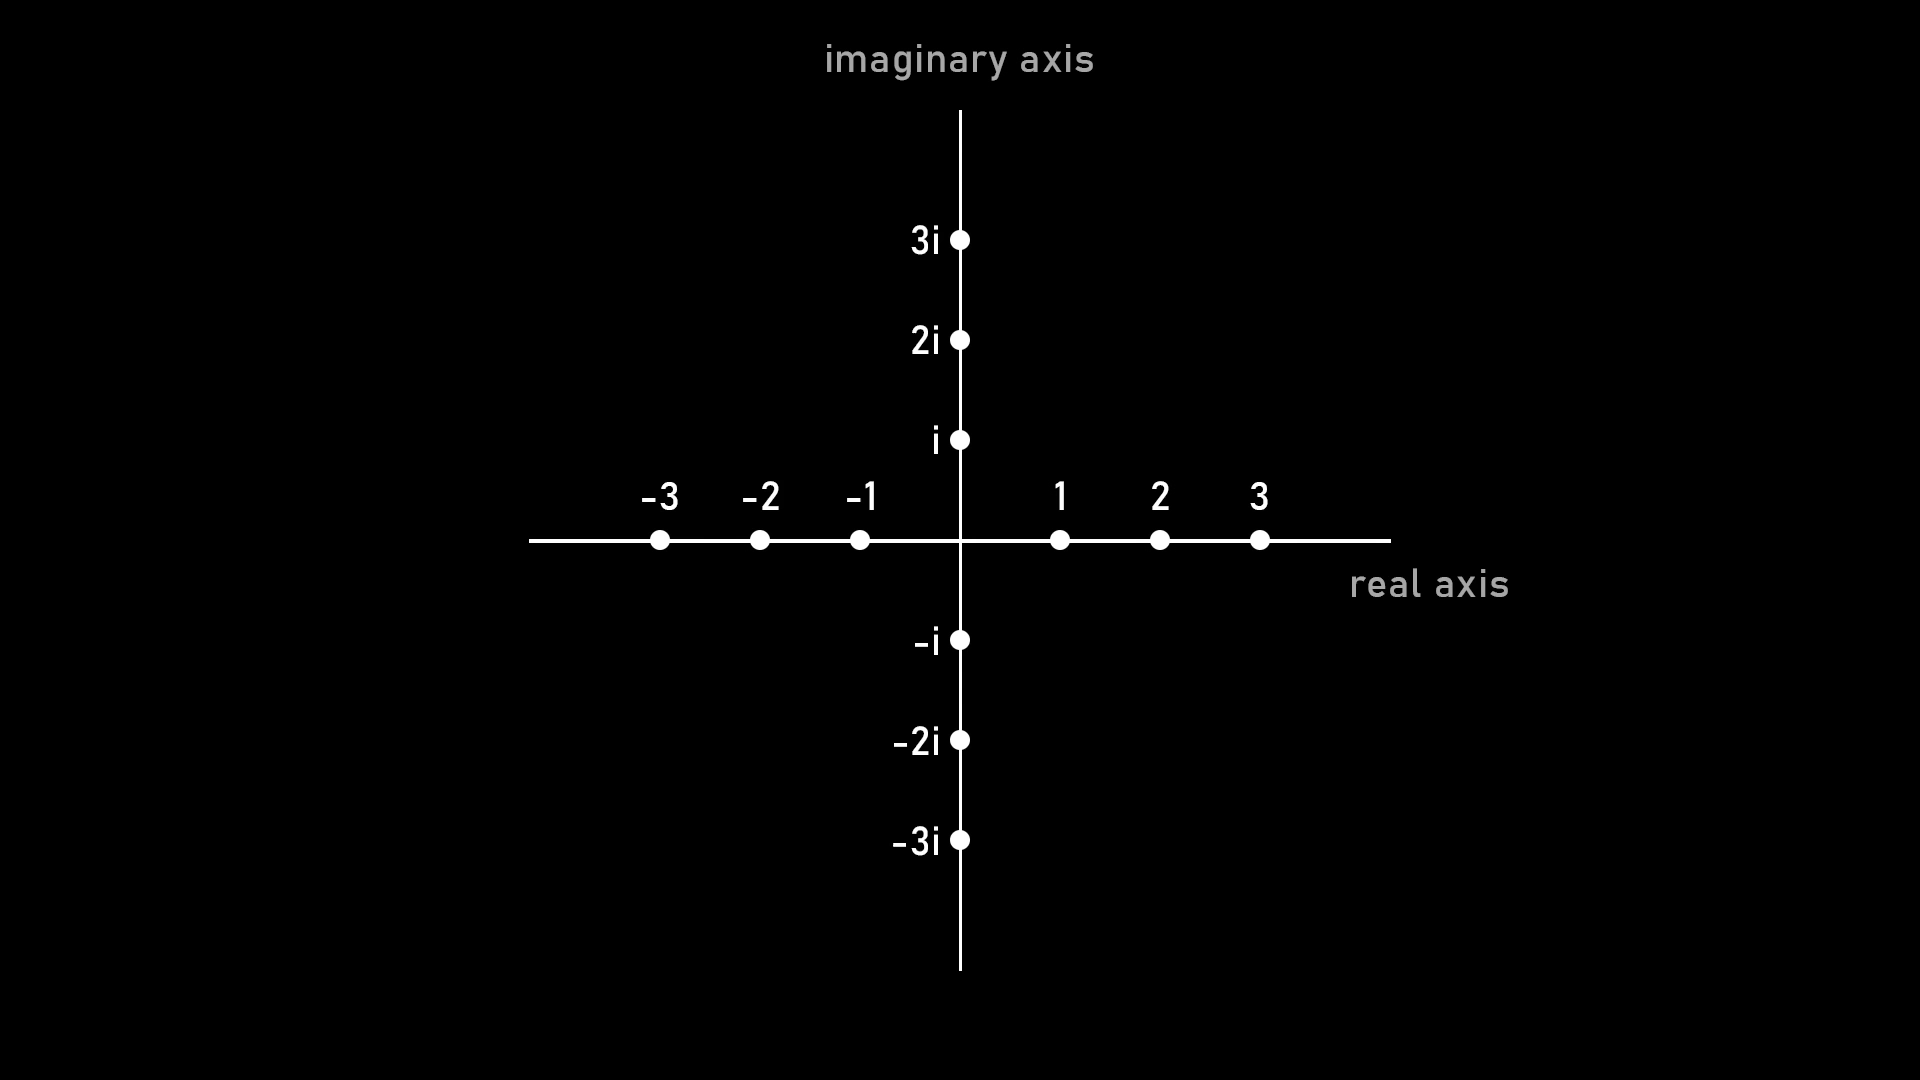 imaginary axis
3i
2i
i
-3 -2 -1 1 2 3
real axis
-i
-2i
-3i